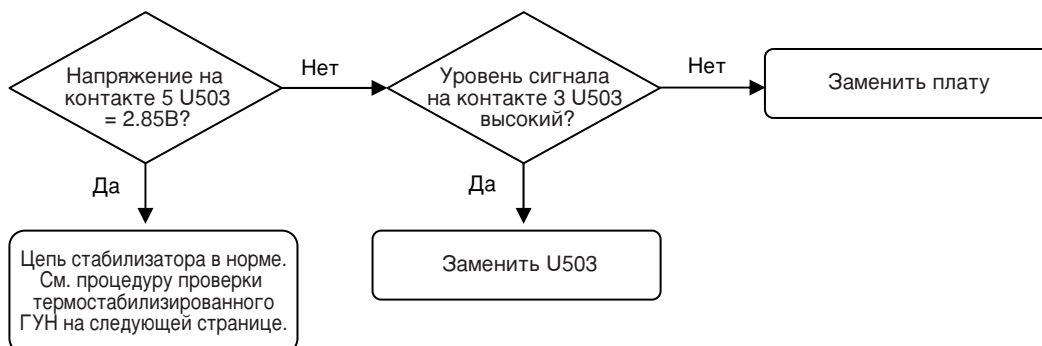 Напряжение на
контакте 5 U503
= 2.85В?
Нет
Уровень сигнала
на контакте 3 U503
высокий?
Нет
Заменить плату
Да
Да
Цепь стабилизатора в норме.
См. процедуру проверки
термостабилизированного
ГУН на следующей странице.
Заменить U503